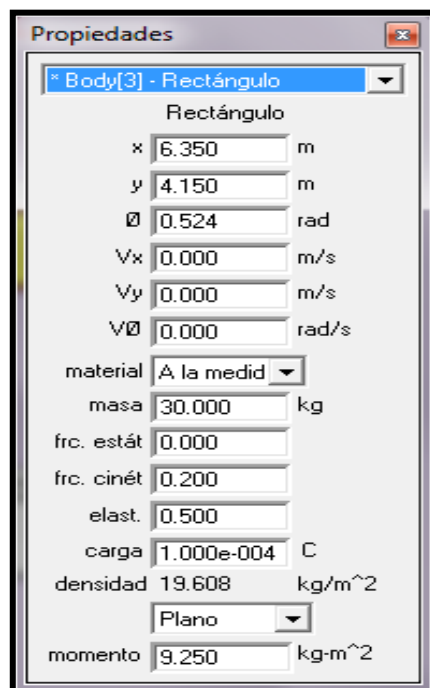 Propiedades
* Body[3] - Rectángulo
Rectángulo
x 6.350 m
y 4.150 m
Ø 0.524 rad
Vx 0.000 m/s
Vy 0.000 m/s
VØ 0.000 rad/s
material A la medid
masa 30.000 kg
frc. estát 0.000
frc. cinét 0.200
elast. 0.500
carga 1.000e-004 C
densidad 19.608 kg/m^2
Plano
momento 9.250 kg-m^2